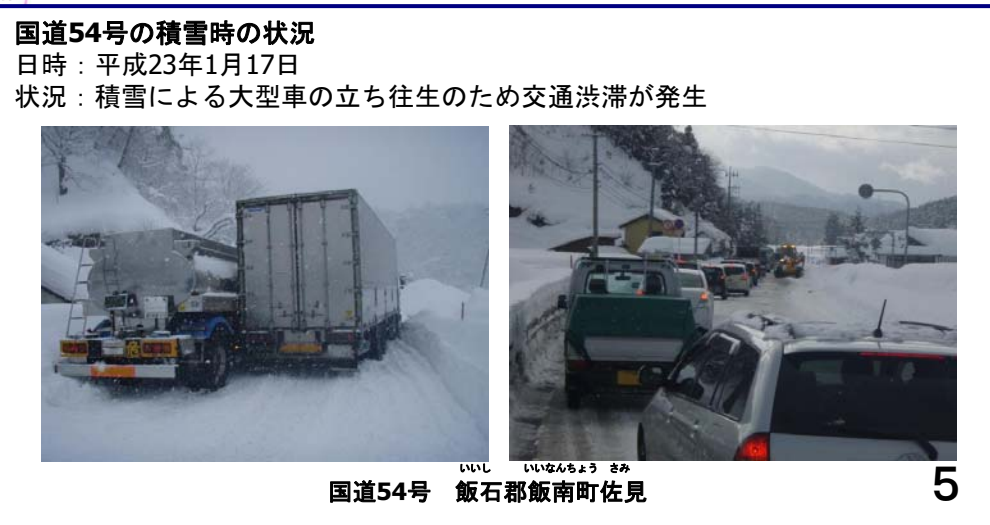 国道54号の積雪時の状況
日時：平成23年1月17日
状況：積雪による大型車の立ち往生のため交通渋滞が発生
いいし いいなんちょう さみ
国道54号 飯石郡飯南町佐見
5